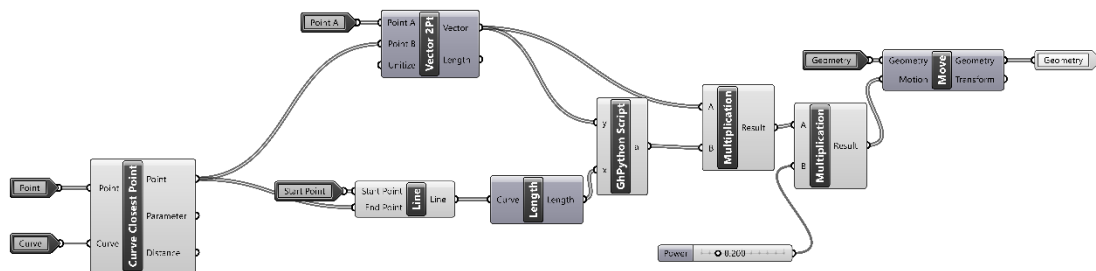 Point
Curve
Point
Curve
Curve Closest Point
Point
Parameter
Distance
Point A
Point A
Point B
Unitize
Vector 2Pt
Vector
Length
Start Point
Start Point
End Point
Line
Line
Curve
Length
Length
y
x
GhPython Script
a
A
B
Multiplication
Result
Power
0.200
A
B
Multiplication
Result
Geometry
Geometry
Motion
Move
Geometry
Transform
Geometry